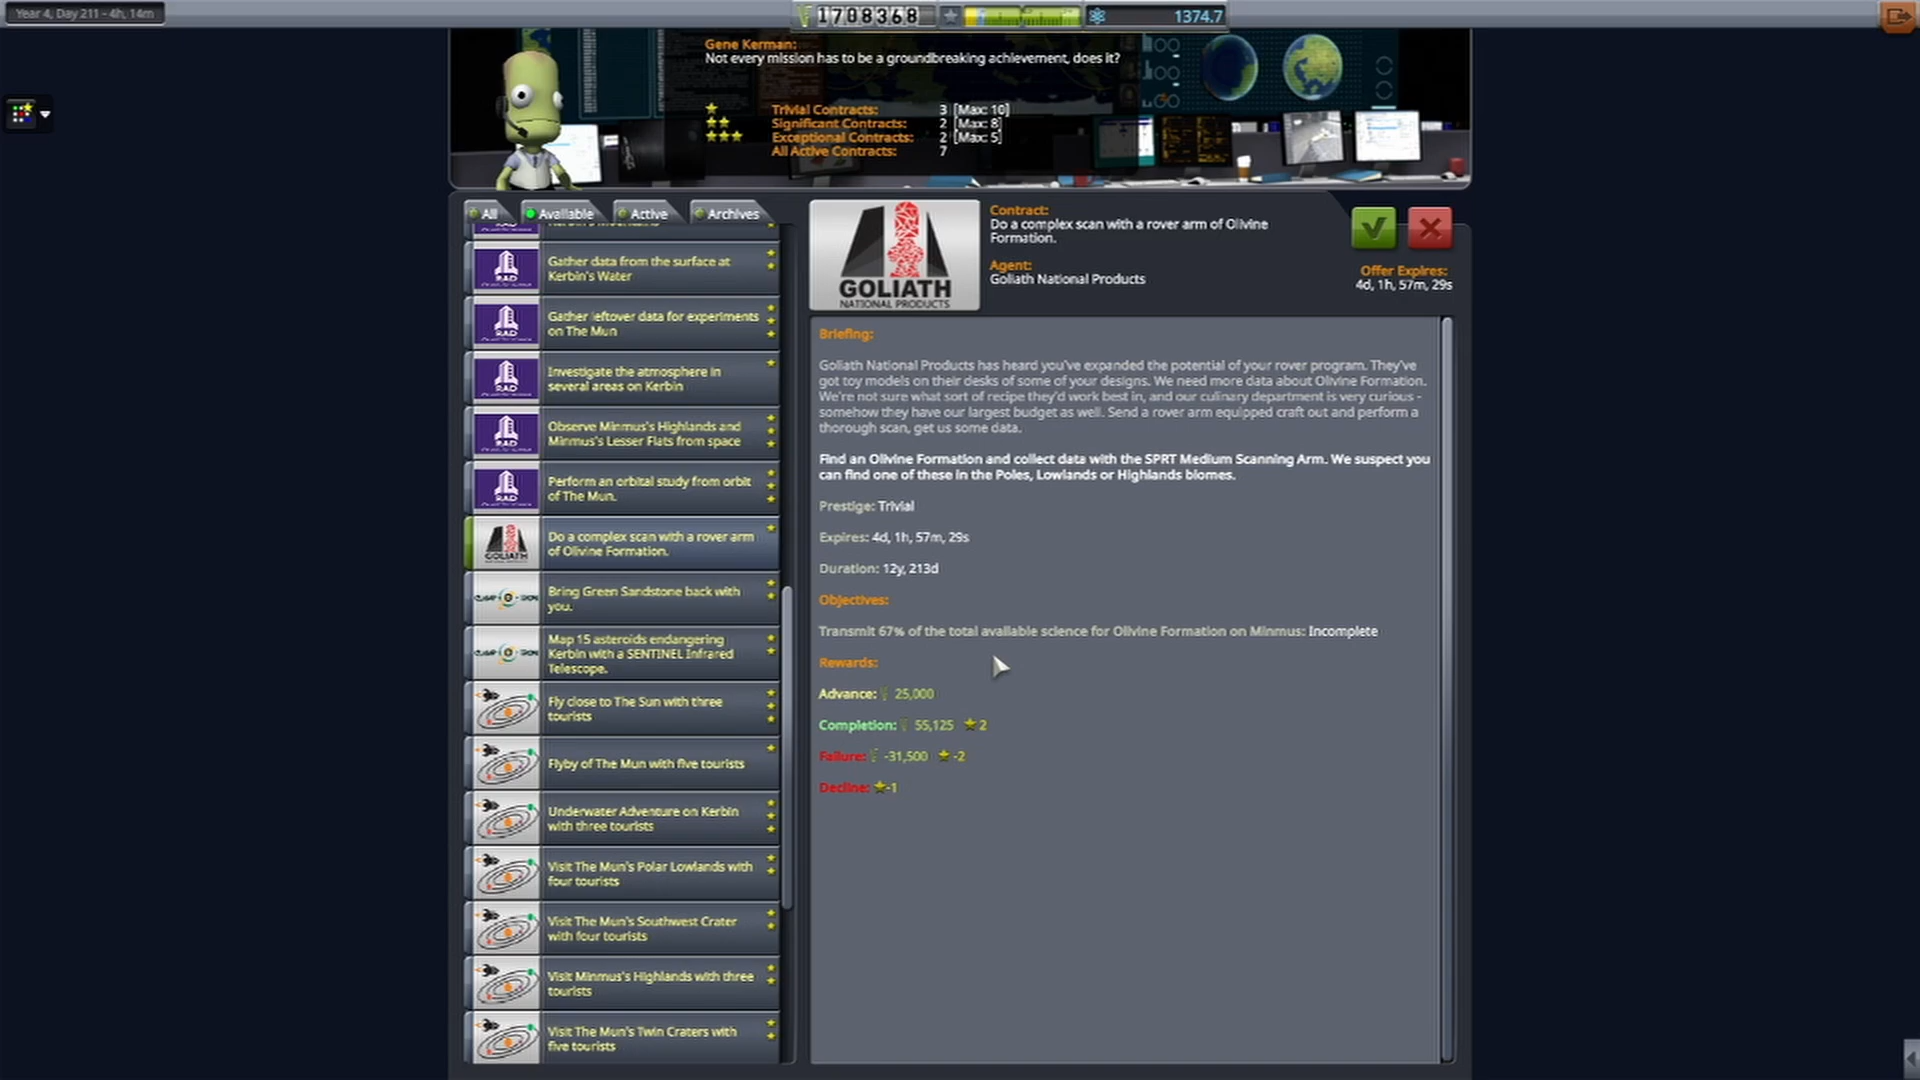 Year 4, Day 211 - 4h, 14m
1708368
1374.7
Gene Kerman:
Not every mission has to be a groundbreaking achievement, does it?
Trivial Contracts: 3 [Max: 10]
Significant Contracts: 2 [Max: 8]
Exceptional Contracts: 2 [Max: 5]
All Active Contracts: 7
All
Available
Active
Archives
RAD
Gather data from the surface at
Kerbin's Water
RAD
Gather leftover data for experiments
on The Mun
RAD
Investigate the atmosphere in
several areas on Kerbin
RAD
Observe Minmus's Highlands and
Minmus's Lesser Flats from space
RAD
Perform an orbital study from orbit
of The Mun.
GOLIATH
Do a complex scan with a rover arm
of Olivine Formation.
Bring Green Sandstone back with
you.
Map 15 asteroids endangering
Kerbin with a SENTINEL Infrared
Telescope.
Fly close to The Sun with three
tourists
Flyby of The Mun with five tourists
Underwater Adventure on Kerbin
with three tourists
Visit The Mun's Polar Lowlands with
four tourists
Visit The Mun's Southwest Crater
with four tourists
Visit Minmus's Highlands with three
tourists
Visit The Mun's Twin Craters with
five tourists
GOLIATH
NATIONAL PRODUCTS
Contract:
Do a complex scan with a rover arm of Olivine
Formation.
Agent:
Goliath National Products
Offer Expires:
4d, 1h, 57m, 29s
Briefing:
Goliath National Products has heard you've expanded the potential of your rover program. They've
got toy models on their desks of some of your designs. We need more data about Olivine Formation.
We're not sure what sort of recipe they'd work best in, and our culinary department is very curious -
somehow they have our largest budget as well. Send a rover arm equipped craft out and perform a
thorough scan, get us some data.
Find an Olivine Formation and collect data with the SPRT Medium Scanning Arm. We suspect you
can find one of these in the Poles, Lowlands or Highlands biomes.
Prestige: Trivial
Expires: 4d, 1h, 57m, 29s
Duration: 12y, 213d
Objectives:
Transmit 67% of the total available science for Olivine Formation on Minmus: Incomplete
Rewards:
Advance: 25,000
Completion: 55,125 2
Failure: -31,500 -2
Decline: -1